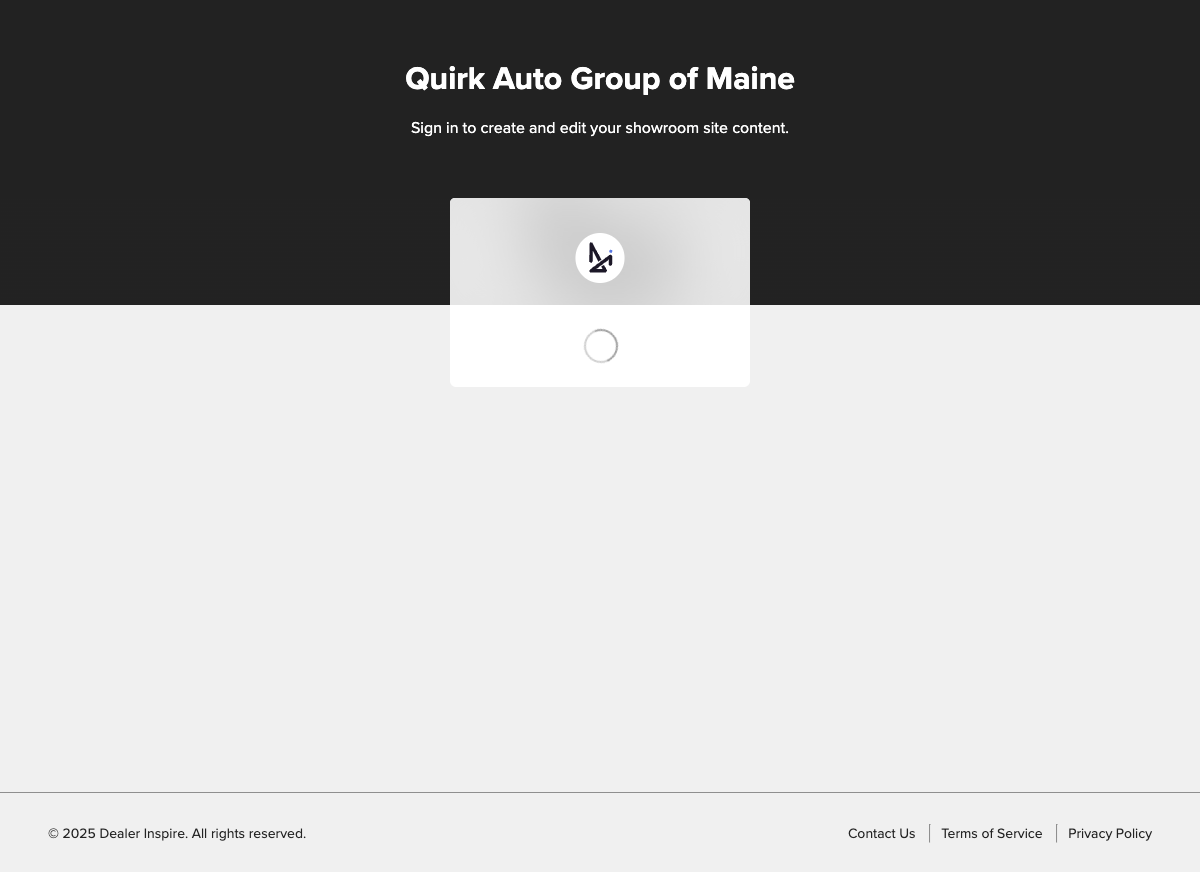 Quirk Auto Group of Maine
Sign in to create and edit your showroom site content.
© 2025 Dealer Inspire. All rights reserved.
Contact Us
Terms of Service
Privacy Policy